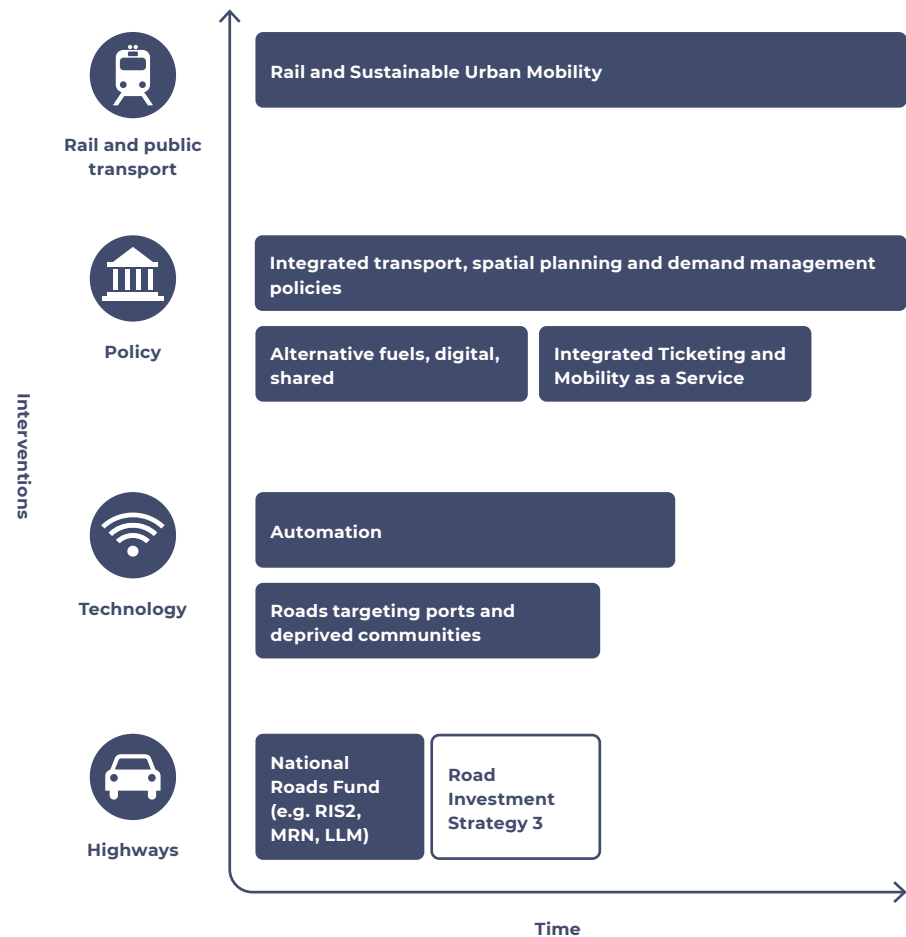 Rail and Sustainable Urban Mobility
Rail and public
transport
Integrated transport, spatial planning and demand management
policies
Policy
Alternative fuels, digital,
shared
Integrated Ticketing and
Mobility as a Service
Interventions
Automation
Technology
Roads targeting ports and
deprived communities
National
Roads Fund
(e.g. RIS2,
MRN, LLM)
Road
Investment
Strategy 3
Highways
Time